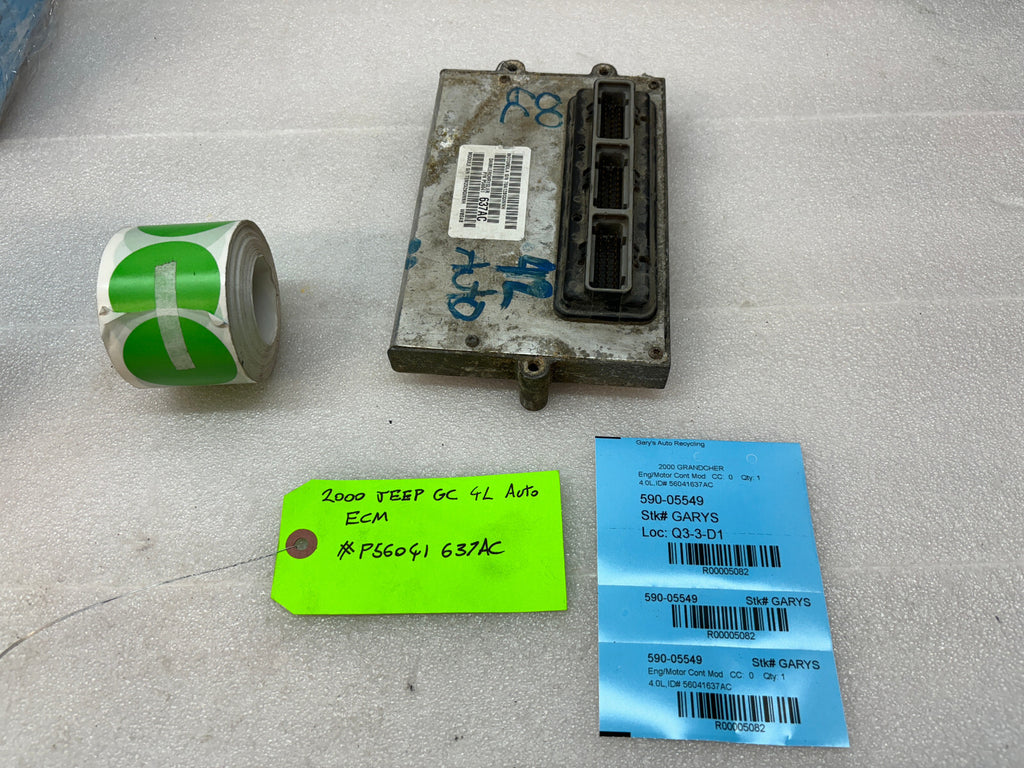 88
637AC
4L
AUTO
2000 JEEP GC 4L Auto
ECM
#P56041 637AC
Gary's Auto Recycling
2000 GRANDCHER
Eng/Motor Cont Mod CC: 0 Qty: 1
4.0L,ID# 56041637AC
590-05549
Stk# GARYS
Loc: Q3-3-D1
R00005082
590-05549 Stk# GARYS
R00005082
590-05549 Stk# GARYS
Eng/Motor Cont Mod CC: 0 Qty: 1
4.0L,ID# 56041637AC
R00005082